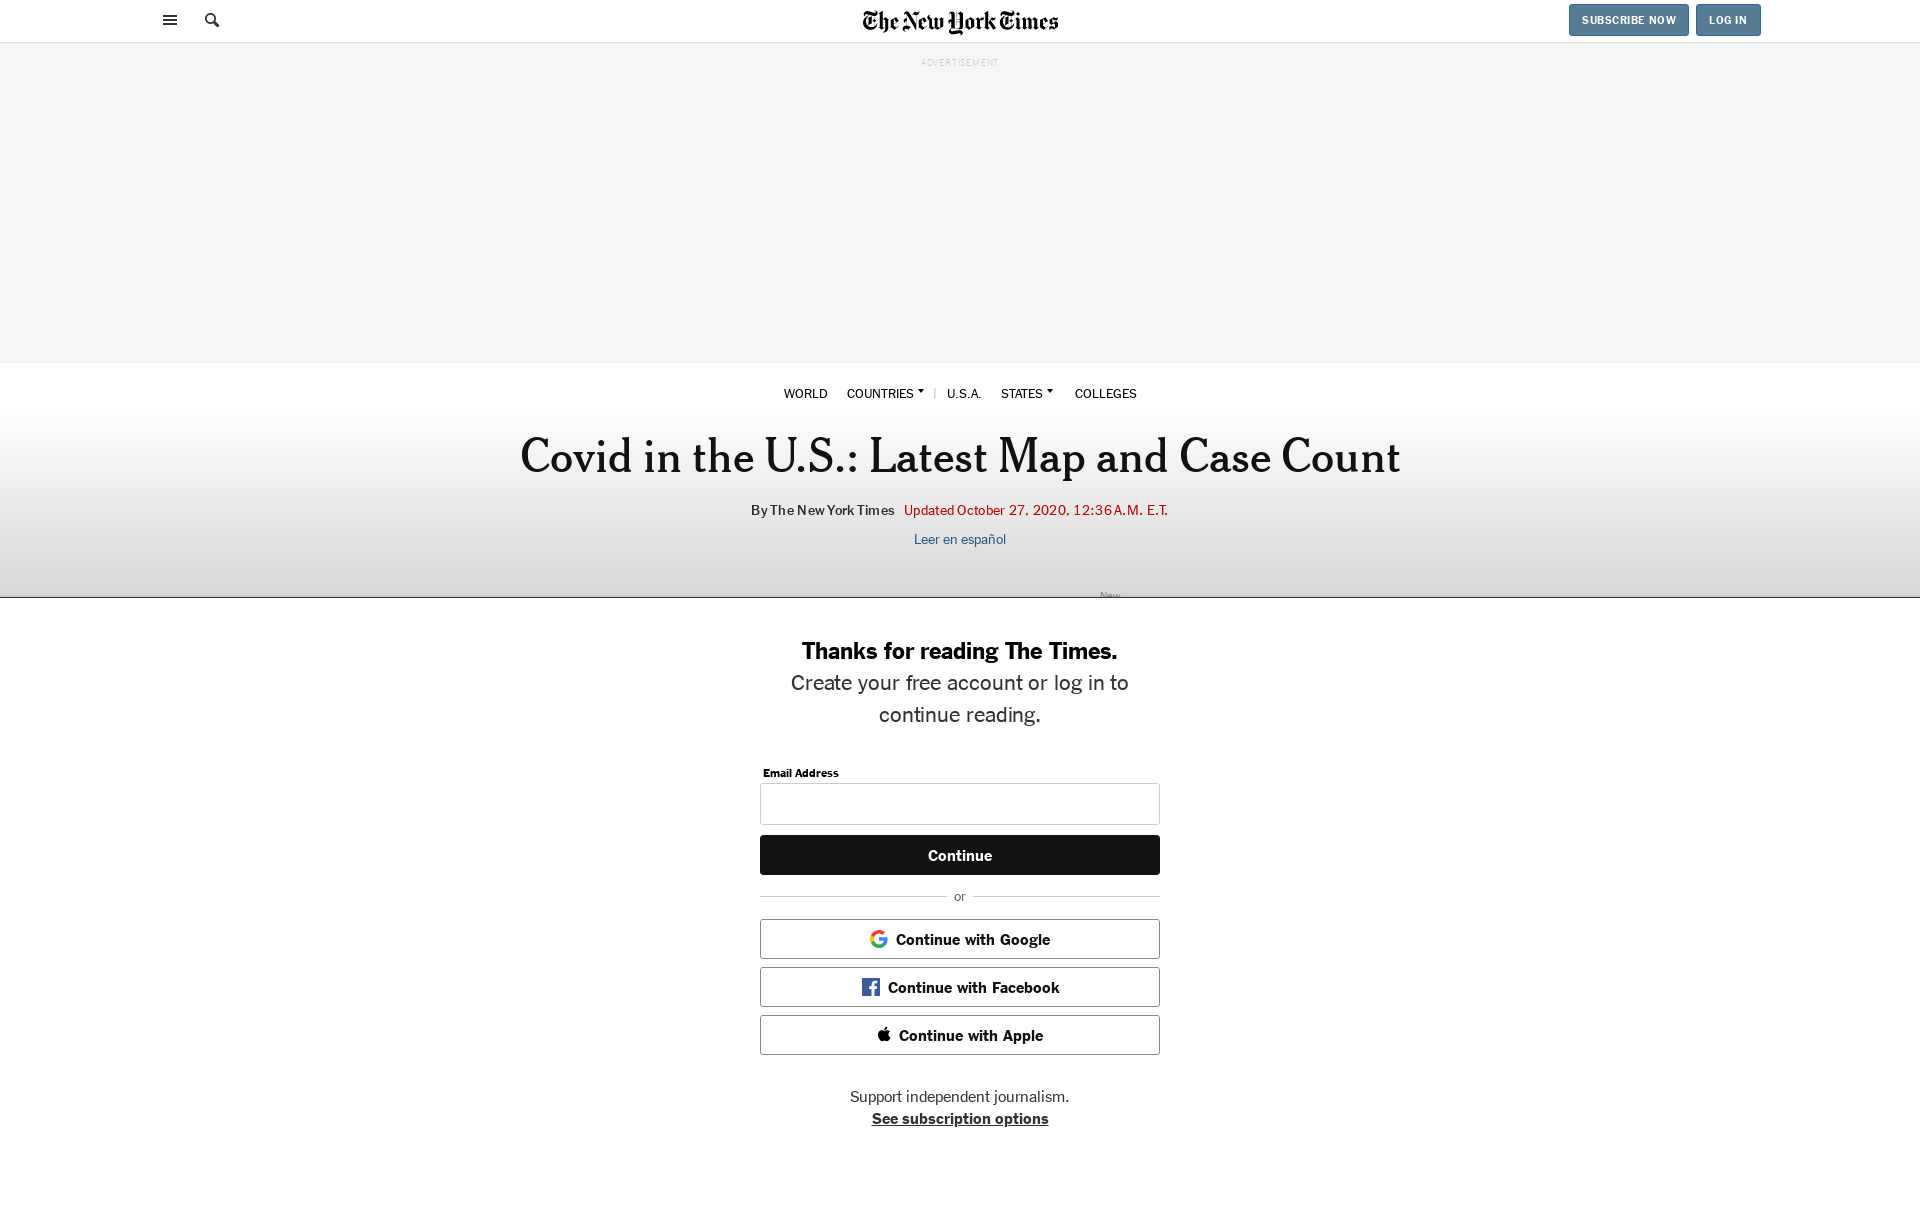 The New York Times
SUBSCRIBE NOW
LOG IN
ADVERTISEMENT
WORLD COUNTRIES | U.S.A. STATES COLLEGES
Covid in the U.S.: Latest Map and Case Count
By The New York Times Updated October 27, 2020, 12:36 A.M. E.T.
Leer en español
New
Thanks for reading The Times.
Create your free account or log in to
continue reading.
Email Address
Continue
or
Continue with Google
Continue with Facebook
Continue with Apple
Support independent journalism.
See subscription options